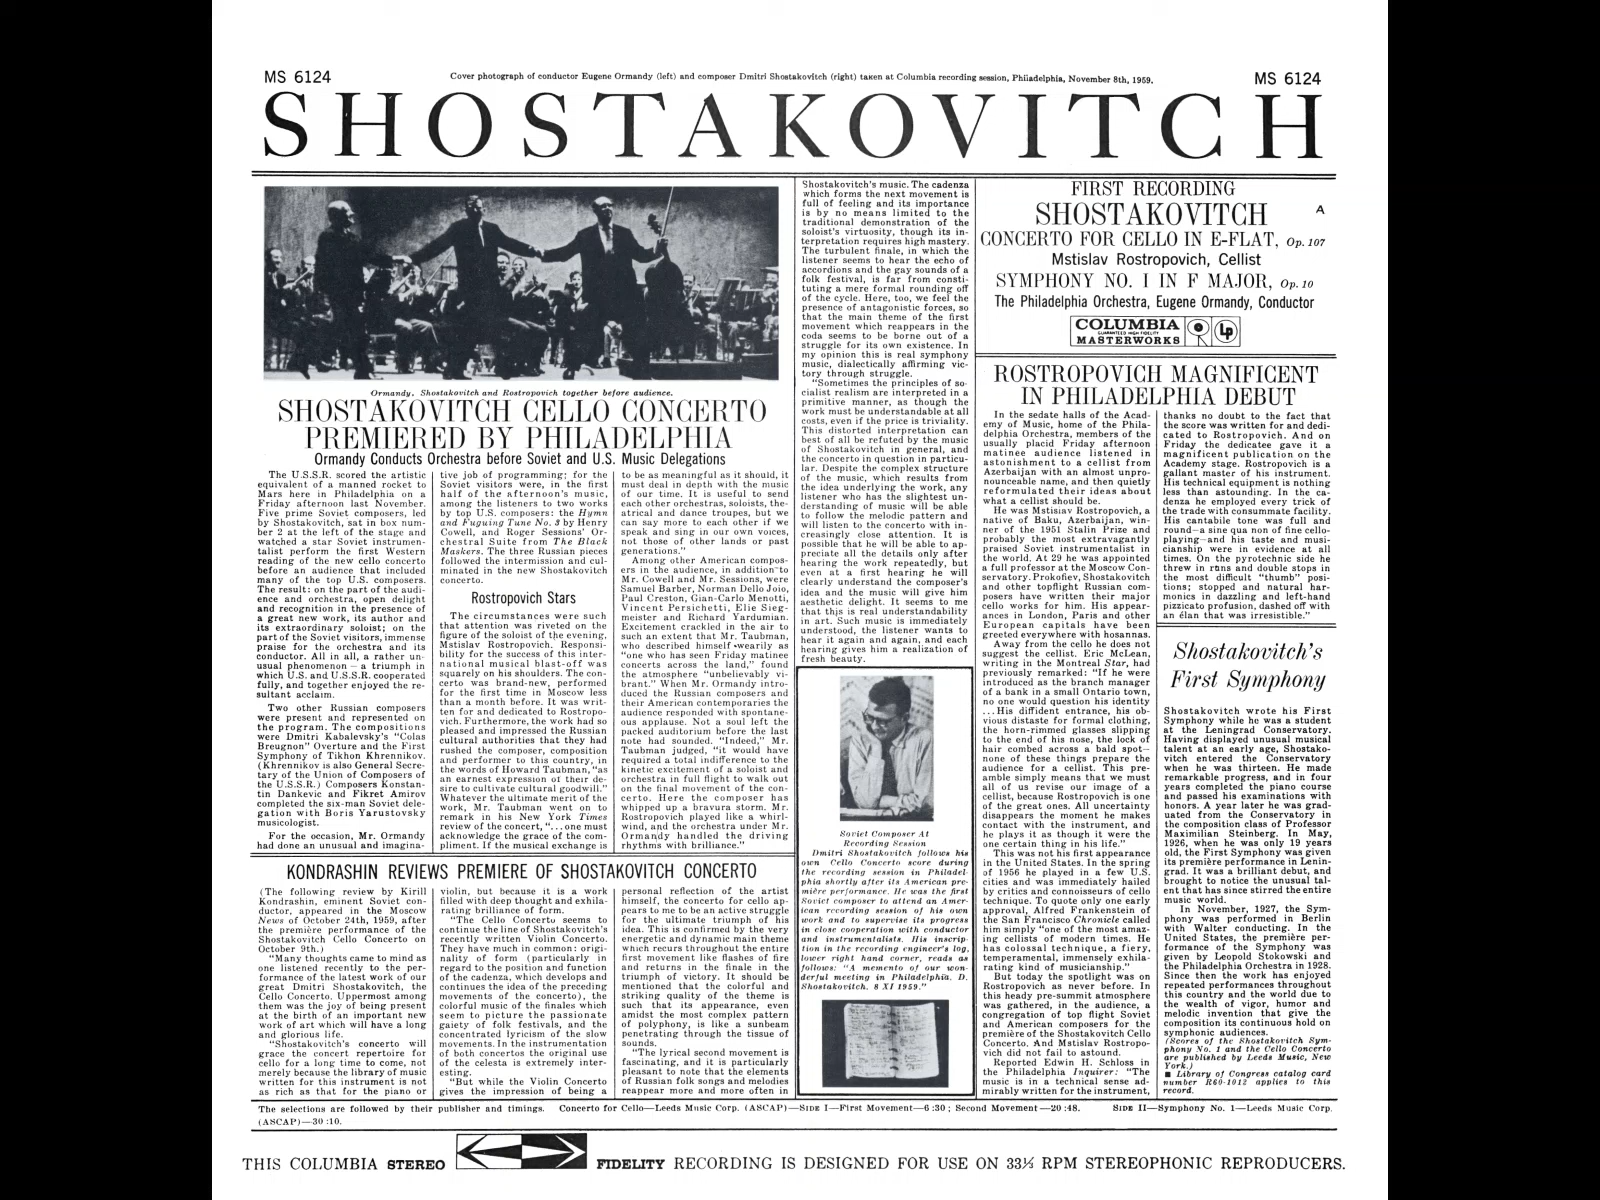 MS 6124
Cover photograph of conductor Eugene Ormandy (left) and composer Dmitri Shostakovitch (right) taken at Columbia recording session, Philadelphia, November 8th, 1959.
MS 6124
SHOSTAKOVITCH
Ormandy, Shostakovitch and Rostropovich together before audience.
SHOSTAKOVITCH CELLO CONCERTO
PREMIERED BY PHILADELPHIA
Ormandy Conducts Orchestra before Soviet and U.S. Music Delegations
The U.S.S.R. scored the artistic
equivalent of a manned rocket to
Mars here in Philadelphia on a
Friday afternoon last November.
Five prime Soviet composers, led
by Shostakovitch, sat in box num-
ber 2 at the left of the stage and
watched a star Soviet instrumen-
talist perform the first Western
reading of the new cello concerto
before an audience that included
many of the top U.S. composers.
The result: on the part of the audi-
ence and orchestra, open delight
and recognition in the presence of
a great new work, its author and
its extraordinary soloist; on the
part of the Soviet visitors, immense
praise for the orchestra and its
conductor. All in all, a rather un-
usual phenomenon – a triumph in
which U.S. and U.S.S.R. cooperated
fully, and together enjoyed the re-
sultant acclaim.
Two other Russian composers
were present and represented on
the program. The compositions
were Dmitri Kabalevsky's "Colas
Breugnon" Overture and the First
Symphony of Tikhon Khrennikov.
(Khrennikov is also General Secre-
tary of the Union of Composers of
the U.S.S.R.) Composers Konstan-
tin Dankevic and Fikret Amirov
completed the six-man Soviet dele-
gation with Boris Yarustovsky
musicologist.
For the occasion, Mr. Ormandy
had done an unusual and imagina-
tive job of programming; for the
Soviet visitors were, in the first
half of the afternoon's music,
among the listeners to two works
by top U.S. composers: the Hymn
and Fuguing Tune No. 3 by Henry
Cowell, and Roger Sessions' Or-
chestral Suite from The Black
Maskers. The three Russian pieces
followed the intermission and cul-
minated in the new Shostakovitch
concerto.
Rostropovich Stars
The circumstances were such
that attention was riveted on the
figure of the soloist of the evening,
Mstislav Rostropovich. Responsi-
bility for the success of this inter-
national musical blast-off was
squarely on his shoulders. The con-
certo was brand-new, performed
for the first time in Moscow less
than a month before. It was writ-
ten for and dedicated to Rostropo-
vich. Furthermore, the work had so
pleased and impressed the Russian
cultural authorities that they had
rushed the composer, composition
and performer to this country, in
the words of Howard Taubman, "as
an earnest expression of their de-
sire to cultivate cultural goodwill."
Whatever the ultimate merit of the
work, Mr. Taubman went on to
remark in his New York Times
review of the concert, "...one must
acknowledge the grace of the com-
pliment. If the musical exchange is
to be as meaningful as it should, it
must deal in depth with the music
of our time. It is useful to send
each other orchestras, soloists, the-
atrical and dance troupes, but we
can say more to each other if we
speak and sing in our own voices,
not those of other lands or past
generations."
Among other American compos-
ers in the audience, in addition to
Mr. Cowell and Mr. Sessions, were
Samuel Barber, Norman Dello Joio,
Paul Creston, Gian-Carlo Menotti,
Vincent Persichetti, Elie Sieg-
meister and Richard Yardumian.
Excitement crackled in the air to
such an extent that Mr. Taubman,
who described himself wearily as
"one who has seen Friday matinee
concerts across the land," found
the atmosphere "unbelievably vi-
brant." When Mr. Ormandy intro-
duced the Russian composers and
their American contemporaries the
audience responded with spontane-
ous applause. Not a soul left the
packed auditorium before the last
note had sounded. "Indeed," Mr.
Taubman judged, "it would have
required a total indifference to the
kinetic excitement of a soloist and
orchestra in full flight to walk out
on the final movement of the con-
certo. Here the composer has
whipped up a bravura storm. Mr.
Rostropovich played like a whirl-
wind, and the orchestra under Mr.
Ormandy handled the driving
rhythms with brilliance."
KONDRASHIN REVIEWS PREMIERE OF SHOSTAKOVITCH CONCERTO
(The following review by Kirill
Kondrashin, eminent Soviet con-
ductor, appeared in the Moscow
News of October 24th, 1959, after
the première performance of the
Shostakovitch Cello Concerto on
October 9th.)
"Many thoughts came to mind as
one listened recently to the per-
formance of the latest work of our
great Dmitri Shostakovitch, the
Cello Concerto. Uppermost among
them was the joy of being present
at the birth of an important new
work of art which will have a long
and glorious life.
"Shostakovitch's concerto will
grace the concert repertoire for
cello for a long time to come, not
merely because the library of music
written for this instrument is not
as rich as that for the piano or
violin, but because it is a work
filled with deep thought and exhila-
rating brilliance of form.
"The Cello Concerto seems to
continue the line of Shostakovitch's
recently written Violin Concerto.
They have much in common: origi-
nality of form (particularly in
regard to the position and function
of the cadenza, which develops and
continues the idea of the preceding
movements of the concerto), the
colorful music of the finales which
seem to picture the passionate
gaiety of folk festivals, and the
concentrated lyricism of the slow
movements. In the instrumentation
of both concertos the original use
of the celesta is extremely inter-
esting.
"But while the Violin Concerto
gives the impression of being a
personal reflection of the artist
himself, the concerto for cello ap-
pears to me to be an active struggle
for the ultimate triumph of his
idea. This is confirmed by the very
energetic and dynamic main theme
which recurs throughout the entire
first movement like flashes of fire
and returns in the finale in the
triumph of victory. It should be
mentioned that the colorful and
striking quality of the theme is
such that its appearance, even
amidst the most complex pattern
of polyphony, is like a sunbeam
penetrating through the tissue of
sounds.
"The lyrical second movement is
fascinating, and it is particularly
pleasant to note that the elements
of Russian folk songs and melodies
reappear more and more often in
Shostakovitch's music. The cadenza
which forms the next movement is
full of feeling and its importance
is by no means limited to the
traditional demonstration of the
soloist's virtuosity, though its in-
terpretation requires high mastery.
The turbulent finale, in which the
listener seems to hear the echo of
accordions and the gay sounds of a
folk festival, is far from consti-
tuting a mere formal rounding off
of the cycle. Here, too, we feel the
presence of antagonistic forces, so
that the main theme of the first
movement which reappears in the
coda seems to be borne out of a
struggle for its own existence. In
my opinion this is real symphony
music, dialectically affirming vic-
tory through struggle.
"Sometimes the principles of so-
cialist realism are interpreted in a
primitive manner, as though the
work must be understandable at all
costs, even if the price is triviality.
This distorted interpretation can
best of all be refuted by the music
of Shostakovitch in general, and
the concerto in question in particu-
lar. Despite the complex structure
of the music, which results from
the idea underlying the work, any
listener who has the slightest un-
derstanding of music will be able
to follow the melodic pattern and
will listen to the concerto with in-
creasingly close attention. It is
possible that he will be able to ap-
preciate all the details only after
hearing the work repeatedly, but
even at a first hearing he will
clearly understand the composer's
idea and the music will give him
aesthetic delight. It seems to me
that this is real understandability
in art. Such music is immediately
understood, the listener wants to
hear it again and again, and each
hearing gives him a realization of
fresh beauty.
Soviet Composer At
Recording Session
Dmitri Shostakovitch follows his
own Cello Concerto score during
the recording session in Philadel-
phia shortly after its American pre-
mière performance. He was the first
Soviet composer to attend an Amer-
ican recording session of his own
work and to supervise its progress
in close cooperation with conductor
and instrumentalists. His inscrip-
tion in the recording engineer's log,
lower right hand corner, reads as
follows: "A memento of our won-
derful meeting in Philadelphia. D.
Shostakovitch. 8 XI 1959."
FIRST RECORDING
SHOSTAKOVITCH
A
CONCERTO FOR CELLO IN E-FLAT, Op. 107
Mstislav Rostropovich, Cellist
SYMPHONY NO. 1 IN F MAJOR, Op. 10
The Philadelphia Orchestra, Eugene Ormandy, Conductor
COLUMBIA
GUARANTEED HIGH FIDELITY
MASTERWORKS
Lp
ROSTROPOVICH MAGNIFICENT
IN PHILADELPHIA DEBUT
In the sedate halls of the Acad-
emy of Music, home of the Phila-
delphia Orchestra, members of the
usually placid Friday afternoon
matinee audience listened in
astonishment to a cellist from
Azerbaijan with an almost unpro-
nounceable name, and then quietly
reformulated their ideas about
what a cellist should be.
He was Mstislav Rostropovich, a
native of Baku, Azerbaijan, win-
ner of the 1951 Stalin Prize and
probably the most extravagantly
praised Soviet instrumentalist in
the world. At 29 he was appointed
a full professor at the Moscow Con-
servatory. Prokofiev, Shostakovitch
and other topflight Russian com-
posers have written their major
cello works for him. His appear-
ances in London, Paris and other
European capitals have been
greeted everywhere with hosannas.
Away from the cello he does not
suggest the cellist. Eric McLean,
writing in the Montreal Star, had
previously remarked: "If he were
introduced as the branch manager
of a bank in a small Ontario town,
no one would question his identity
...His diffident entrance, his ob-
vious distaste for formal clothing,
the horn-rimmed glasses slipping
to the end of his nose, the lock of
hair combed across a bald spot—
none of these things prepare the
audience for a cellist. This pre-
amble simply means that we must
all of us revise our image of a
cellist, because Rostropovich is one
of the great ones. All uncertainty
disappears the moment he makes
contact with the instrument, and
he plays it as though it were the
one certain thing in his life."
This was not his first appearance
in the United States. In the spring
of 1956 he played in a few U.S.
cities and was immediately hailed
by critics and connoiseurs of cello
technique. To quote only one early
approval, Alfred Frankenstein of
the San Francisco Chronicle called
him simply "one of the most amaz-
ing cellists of modern times. He
has colossal technique, a fiery,
temperamental, immensely exhila-
rating kind of musicianship."
But today the spotlight was on
Rostropovich as never before. In
this heady pre-summit atmosphere
was gathered, in the audience, a
congregation of top flight Soviet
and American composers for the
première of the Shostakovitch Cello
Concerto. And Mstislav Rostropo-
vich did not fail to astound.
Reported Edwin H. Schloss in
the Philadelphia Inquirer: "The
music is in a technical sense ad-
mirably written for the instrument,
thanks no doubt to the fact that
the score was written for and dedi-
cated to Rostropovich. And on
Friday the dedicatee gave it a
magnificent publication on the
Academy stage. Rostropovich is a
gallant master of his instrument.
His technical equipment is nothing
less than astounding. In the ca-
denza he employed every trick of
the trade with consummate facility.
His cantabile tone was full and
round—a sine qua non of fine cello-
playing—and his taste and musi-
cianship were in evidence at all
times. On the pyrotechnic side he
threw in runs and double stops in
the most difficult "thumb" posi-
tions; stopped and natural har-
monics in dazzling and left-hand
pizzicato profusion, dashed off with
an élan that was irresistible."
Shostakovitch's
First Symphony
Shostakovitch wrote his First
Symphony while he was a student
at the Leningrad Conservatory.
Having displayed unusual musical
talent at an early age, Shostako-
vitch entered the Conservatory
when he was thirteen. He made
remarkable progress, and in four
years completed the piano course
and passed his examinations with
honors. A year later he was grad-
uated from the Conservatory in
the composition class of Professor
Maximilian Steinberg. In May,
1926, when he was only 19 years
old, the First Symphony was given
its première performance in Lenin-
grad. It was a brilliant debut, and
brought to notice the unusual tal-
ent that has since stirred the entire
music world.
In November, 1927, the Sym-
phony was performed in Berlin
with Walter conducting. In the
United States, the première per-
formance of the Symphony was
given by Leopold Stokowski and
the Philadelphia Orchestra in 1928.
Since then the work has enjoyed
repeated performances throughout
this country and the world due to
the wealth of vigor, humor and
melodic invention that give the
composition its continuous hold on
symphonic audiences.
(Scores of the Shostakovitch Sym-
phony No. 1 and the Cello Concerto
are published by Leeds Music, New
York.)
■ Library of Congress catalog card
number R60-1012 applies to this
record.
The selections are followed by their publisher and timings. Concerto for Cello—Leeds Music Corp. (ASCAP)—SIDE I—First Movement—6:30; Second Movement—20:48. SIDE II—Symphony No. 1—Leeds Music Corp.
(ASCAP)—30:10.
THIS COLUMBIA STEREO FIDELITY RECORDING IS DESIGNED FOR USE ON 33⅓ RPM STEREOPHONIC REPRODUCERS.